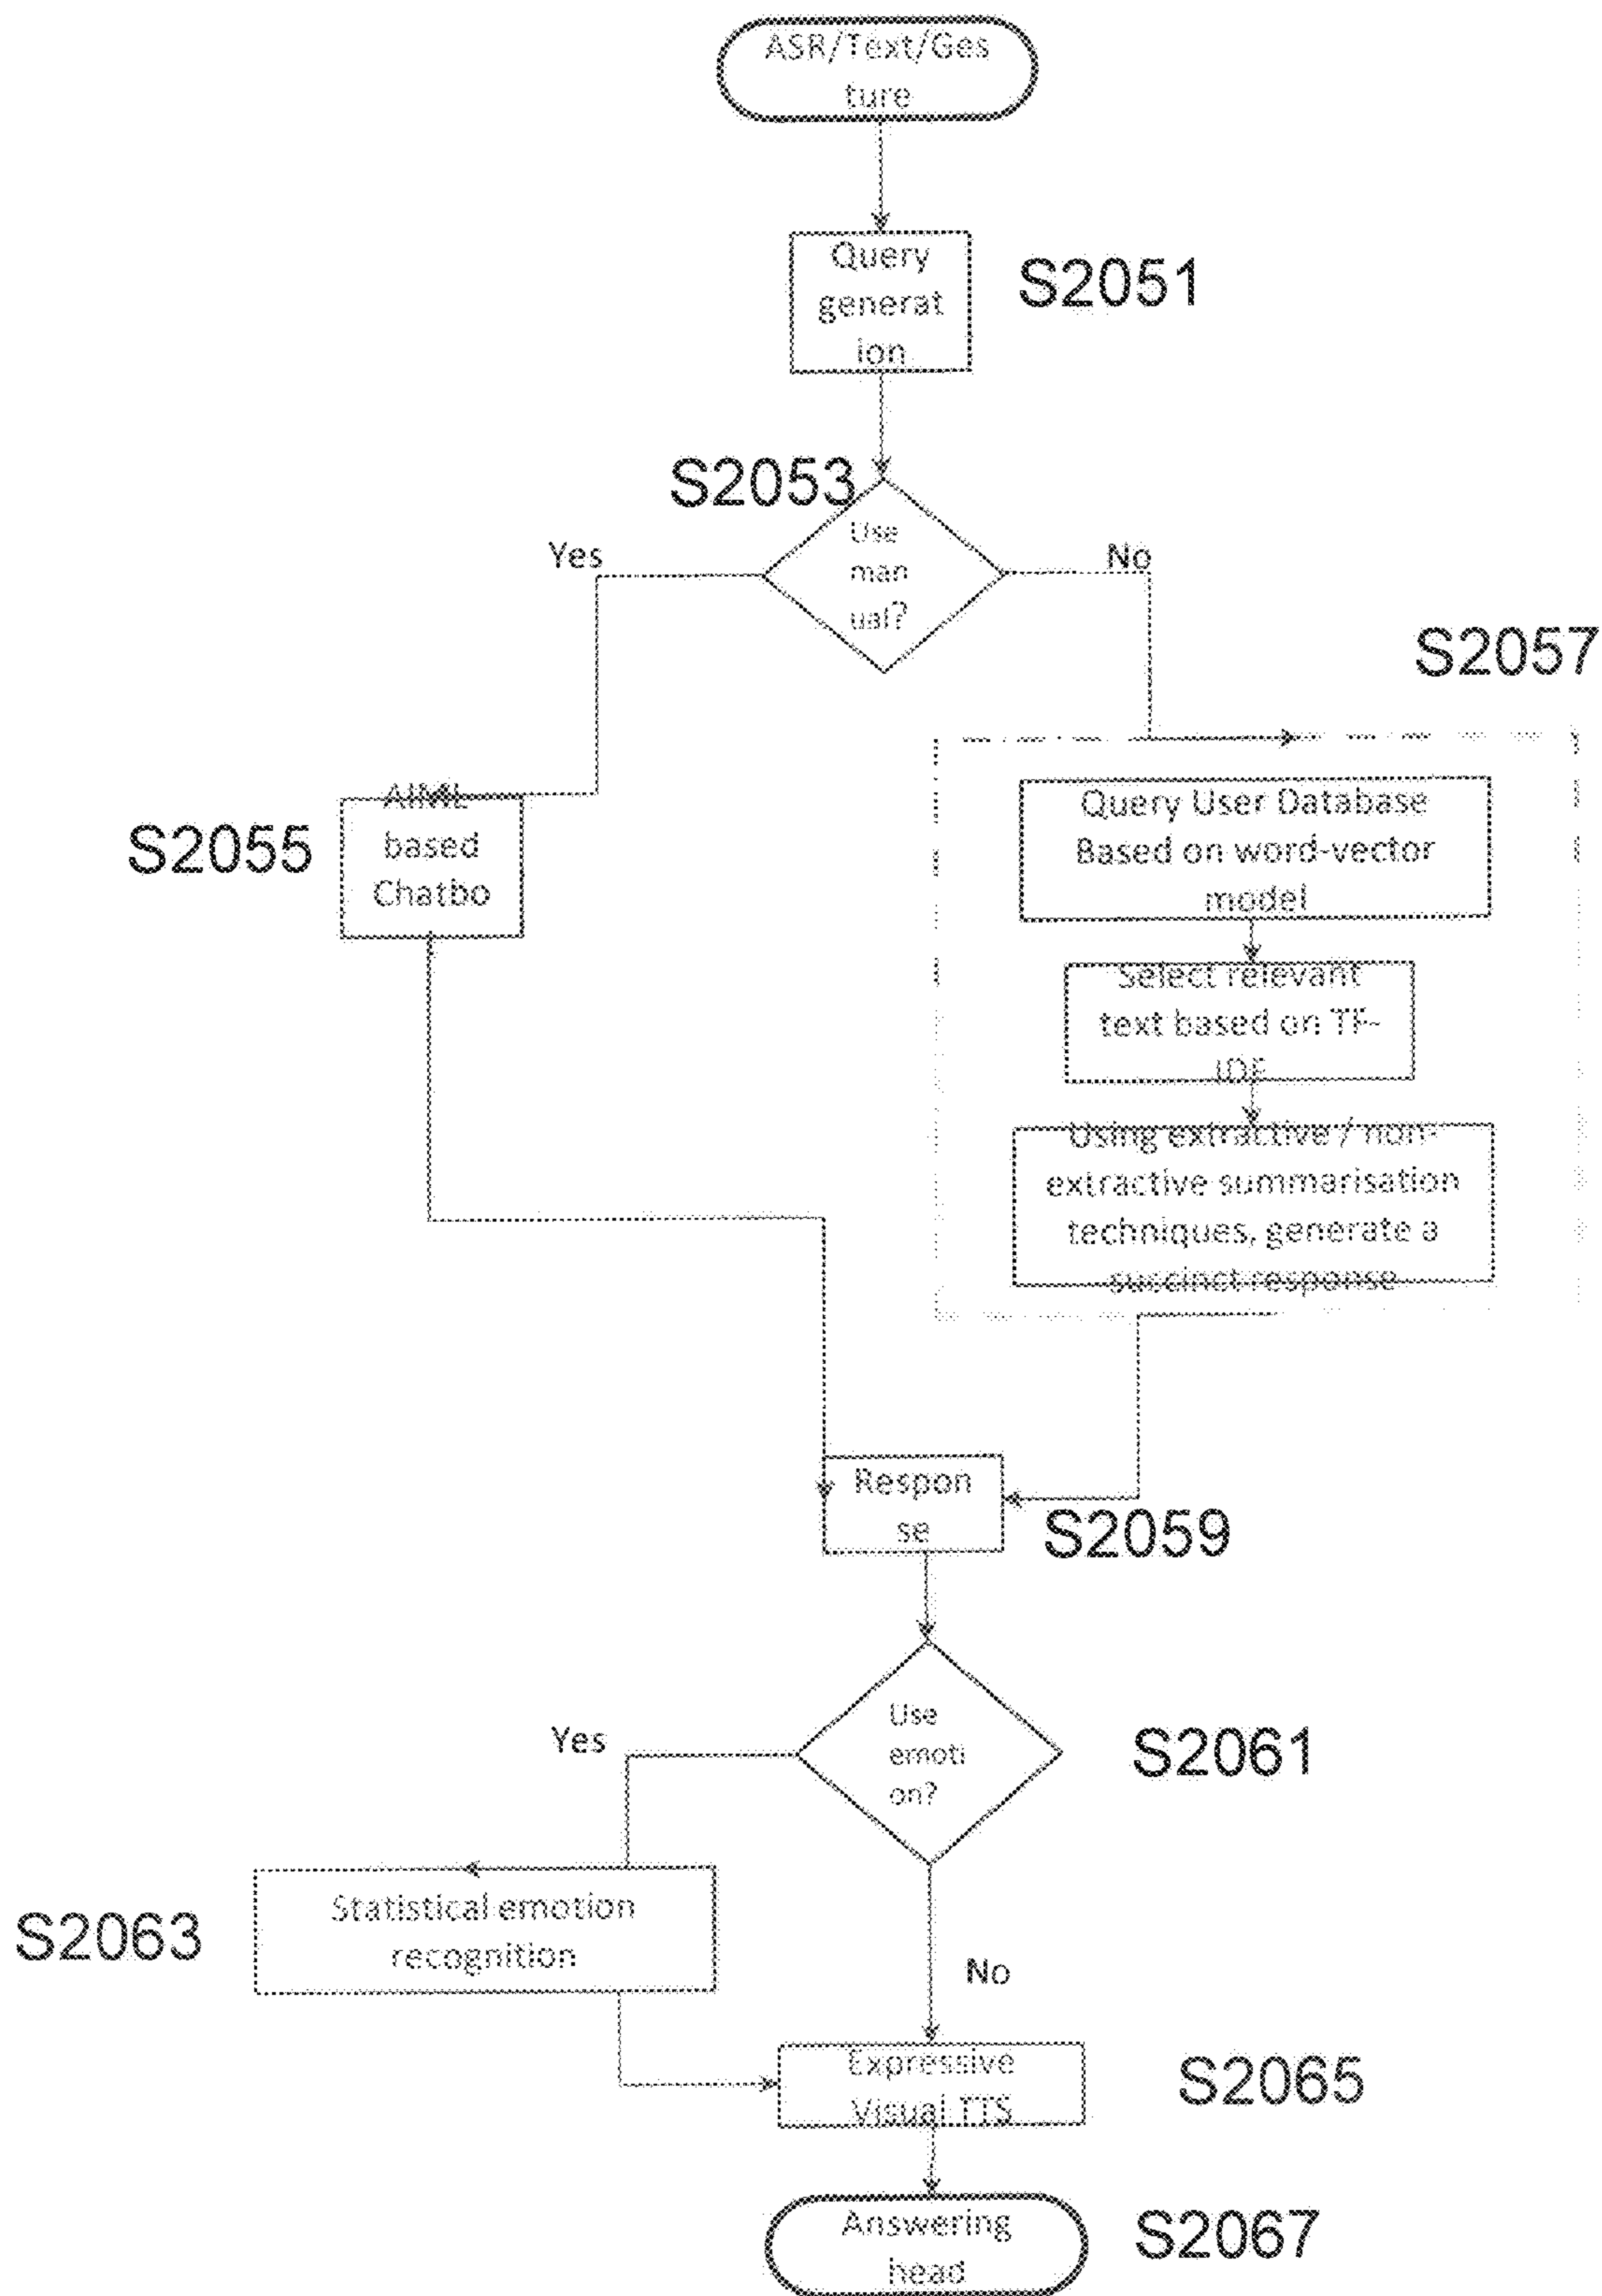 ASR/Text/Ges
ture
Query
generat
ion
S2051
S2053
Use
man
ual?
Yes
No
S2057
AIML
based
Chatbo
S2055
Query User Database
Based on word-vector
model
Select relevant
text based on TF-
IDF
Using extractive / non-
extractive summarisation
techniques, generate a
succinct response
Respon
se
S2059
Use
emoti
on?
Yes
S2061
Statistical emotion
recognition
S2063
No
Expressive
Visual TTS
S2065
Answering
head
S2067